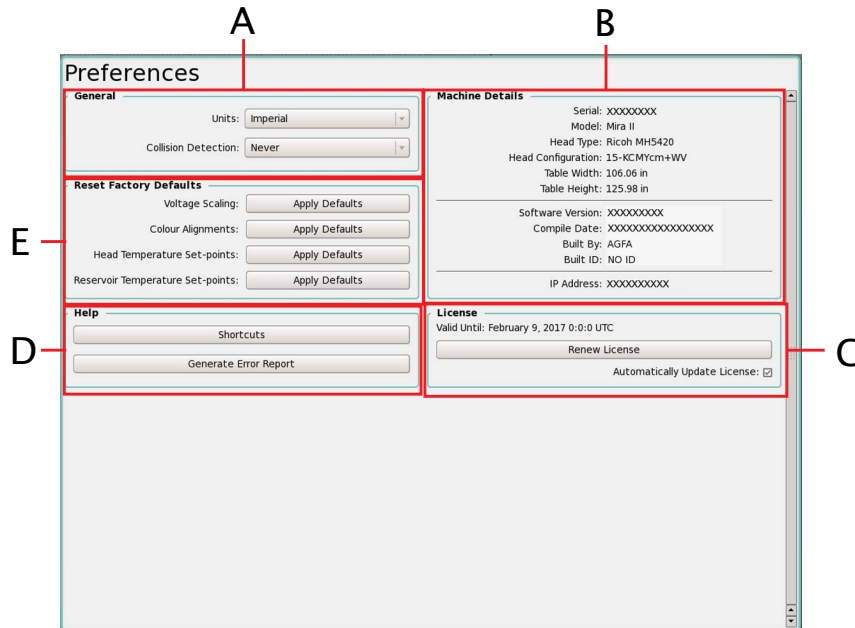 A
B
Preferences
General
Units: Imperial
Collision Detection: Never
Machine Details
Serial: XXXXXXXX
Model: Mira II
Head Type: Ricoh MH5420
Head Configuration: 15-KCMYcm+WV
Table Width: 106.06 in
Table Height: 125.98 in
Software Version: XXXXXXXXX
Compile Date: XXXXXXXXXXXXXXXXX
Built By: AGFA
Built ID: NO ID
IP Address: XXXXXXXXXX
E
Reset Factory Defaults
Voltage Scaling: Apply Defaults
Colour Alignments: Apply Defaults
Head Temperature Set-points: Apply Defaults
Reservoir Temperature Set-points: Apply Defaults
D
Help
Shortcuts
Generate Error Report
License
Valid Until: February 9, 2017 0:0:0 UTC
Renew License
Automatically Update License:
C